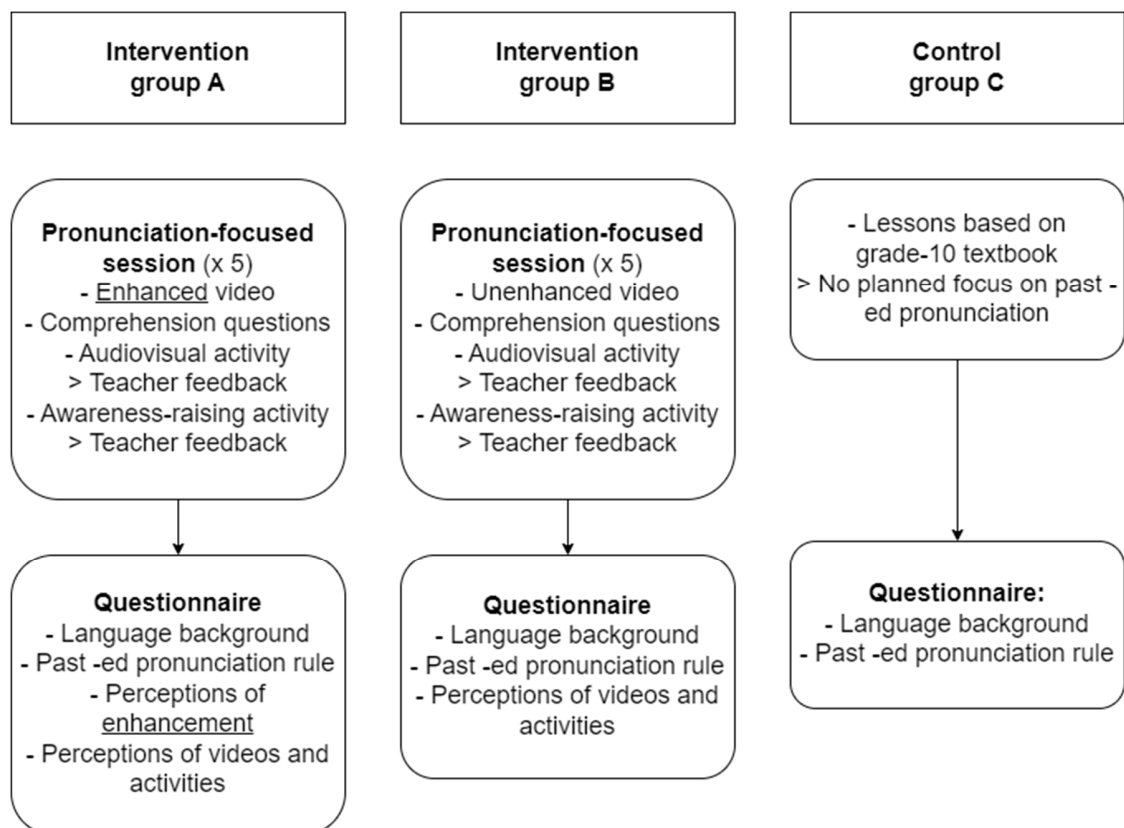 Intervention
group A
Intervention
group B
Control
group C
Pronunciation-focused
session (x 5)
- Enhanced video
- Comprehension questions
- Audiovisual activity
> Teacher feedback
- Awareness-raising activity
> Teacher feedback
Pronunciation-focused
session (x 5)
- Unenhanced video
- Comprehension questions
- Audiovisual activity
> Teacher feedback
- Awareness-raising activity
> Teacher feedback
- Lessons based on
grade-10 textbook
> No planned focus on past -
ed pronunciation
Questionnaire
- Language background
- Past -ed pronunciation rule
- Perceptions of
enhancement
- Perceptions of videos and
activities
Questionnaire
- Language background
- Past -ed pronunciation rule
- Perceptions of videos and
activities
Questionnaire:
- Language background
- Past -ed pronunciation rule